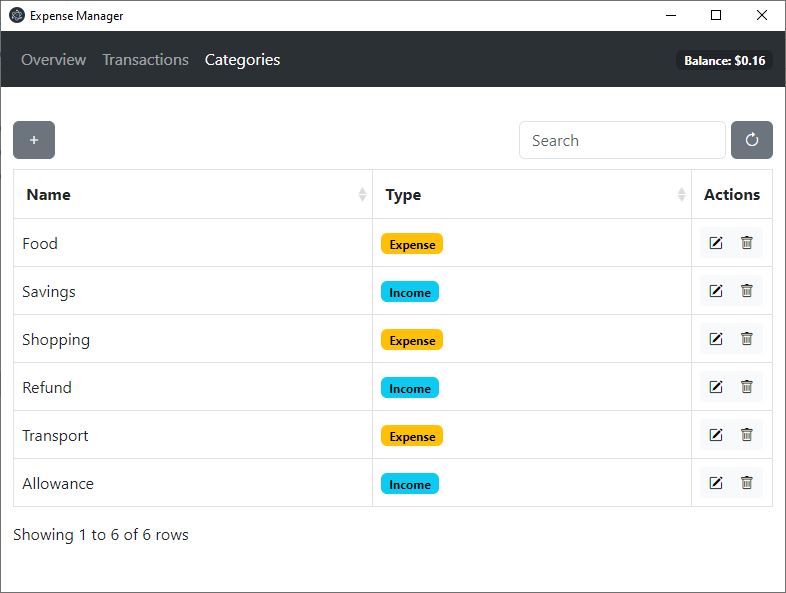 Expense Manager
Overview Transactions Categories Balance: $0.16
+ Search
Name Type Actions
Food Expense
Savings Income
Shopping Expense
Refund Income
Transport Expense
Allowance Income
Showing 1 to 6 of 6 rows